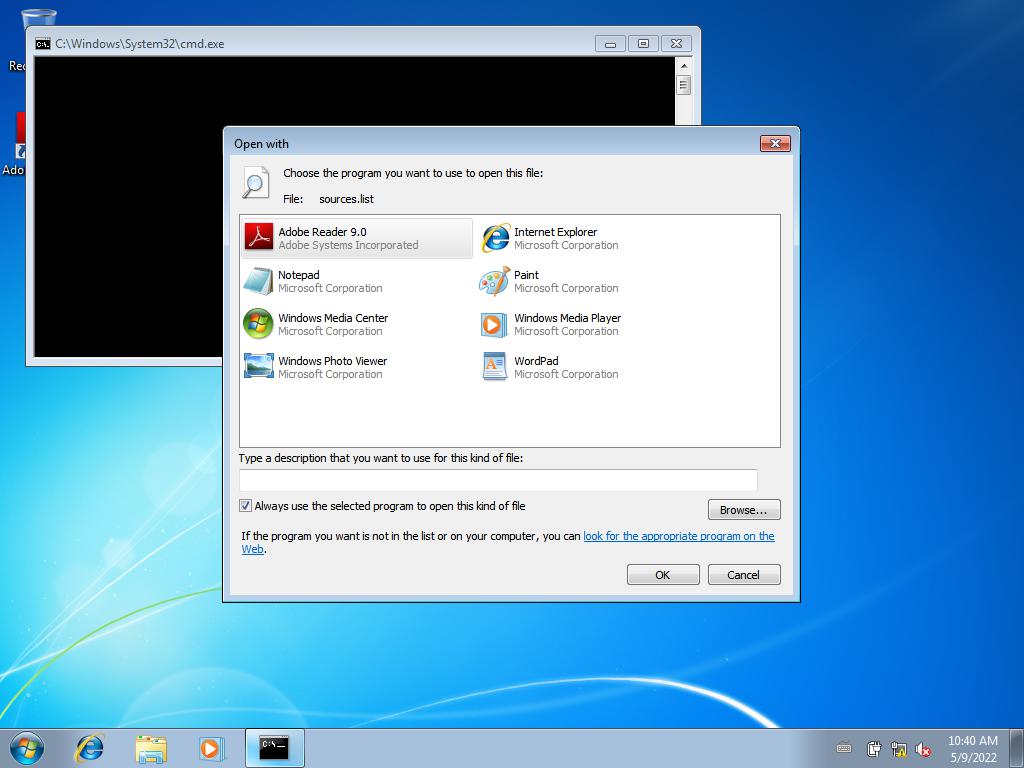 Rec
C:\Windows\System32\cmd.exe
Ado
Open with
Choose the program you want to use to open this file:
File: sources.list
Adobe Reader 9.0
Adobe Systems Incorporated
Internet Explorer
Microsoft Corporation
Notepad
Microsoft Corporation
Paint
Microsoft Corporation
Windows Media Center
Microsoft Corporation
Windows Media Player
Microsoft Corporation
Windows Photo Viewer
Microsoft Corporation
WordPad
Microsoft Corporation
Type a description that you want to use for this kind of file:
Always use the selected program to open this kind of file
Browse...
If the program you want is not in the list or on your computer, you can look for the appropriate program on the
Web.
OK
Cancel
10:40 AM
5/9/2022